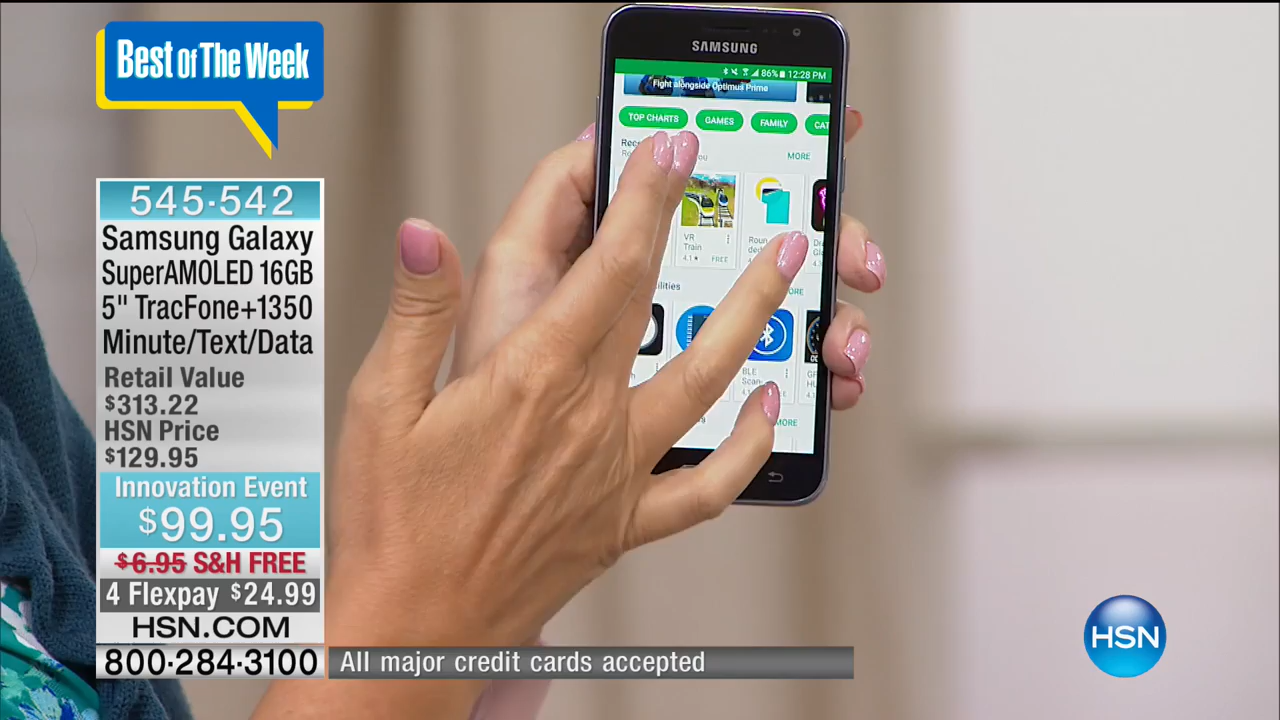 Best of The Week
545-542
Samsung Galaxy
SuperAMOLED 16GB
5" TracFone+1350
Minute/Text/Data
Retail Value
$313.22
HSN Price
$129.95
Innovation Event
$99.95
$6.95 S&H FREE
4 Flexpay $24.99
HSN.COM
800-284-3100
All major credit cards accepted
HSN
SAMSUNG
86% 12:28 PM
Fight alongside Optimus Prime
TOP CHARTS GAMES FAMILY
MORE
VR
Train
4.1 FREE
BLE
MORE